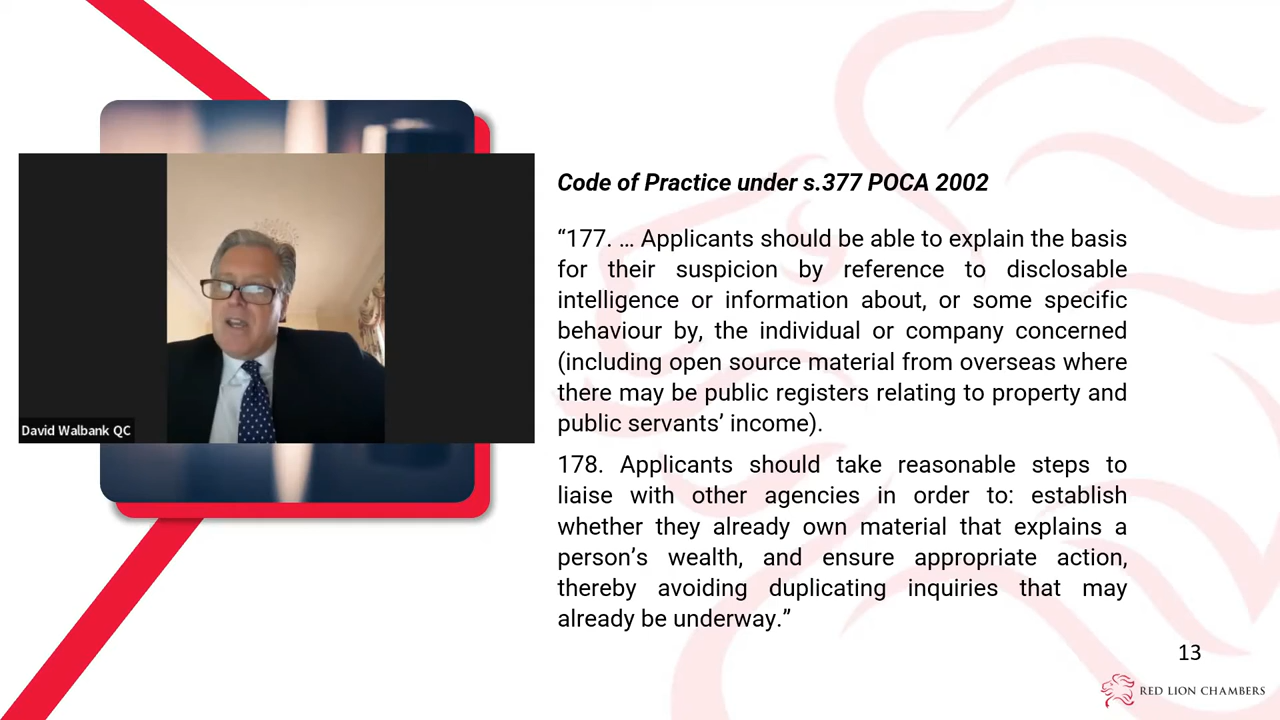 Code of Practice under s.377 POCA 2002
“177. … Applicants should be able to explain the basis
for their suspicion by reference to disclosable
intelligence or information about, or some specific
behaviour by, the individual or company concerned
(including open source material from overseas where
there may be public registers relating to property and
public servants’ income).
178. Applicants should take reasonable steps to
liaise with other agencies in order to: establish
whether they already own material that explains a
person’s wealth, and ensure appropriate action,
thereby avoiding duplicating inquiries that may
already be underway.”
David Walbank QC
13
RED LION CHAMBERS